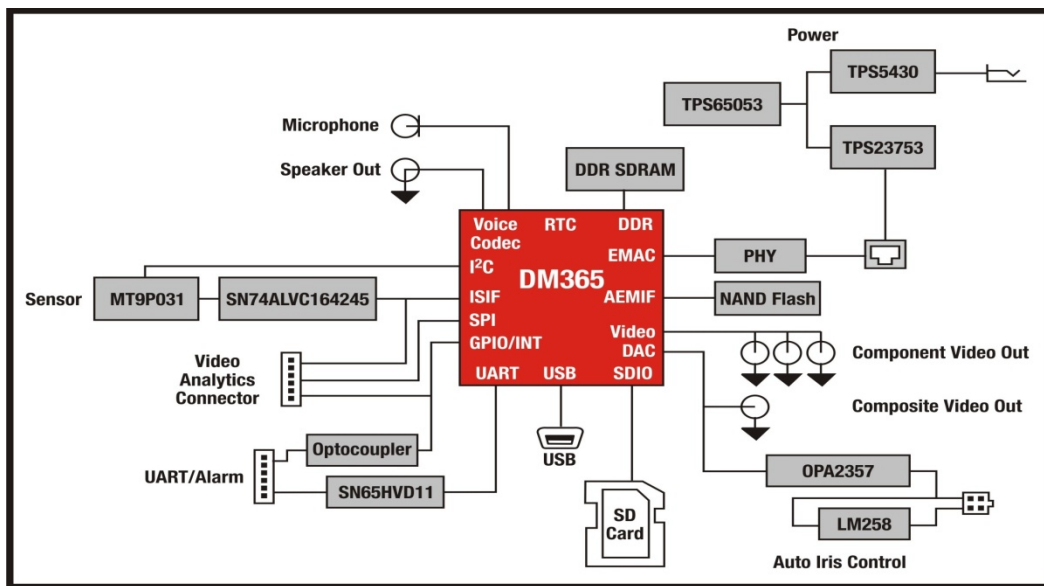 Power
TPS5430
TPS65053
TPS23753
Microphone
Speaker Out
DDR SDRAM
Voice
Codec
RTC
DDR
I²C
EMAC
PHY
DM365
Sensor
MT9P031
SN74ALVC164245
ISIF
AEMIF
NAND Flash
SPI
Video
DAC
GPIO/INT
Component Video Out
Video
Analytics
Connector
UART
USB
SDIO
Composite Video Out
USB
Optocoupler
UART/Alarm
SN65HVD11
OPA2357
SD
Card
LM258
Auto Iris Control